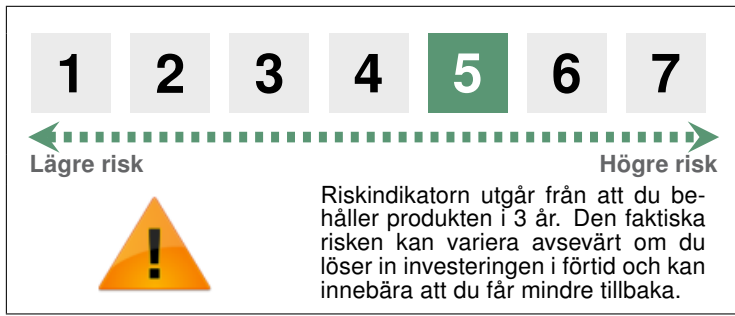 1 2 3 4 5 6 7
Lägre risk Högre risk
Riskindikatorn utgår från att du be-
håller produkten i 3 år. Den faktiska
risken kan variera avsevärt om du
löser in investeringen i förtid och kan
innebära att du får mindre tillbaka.